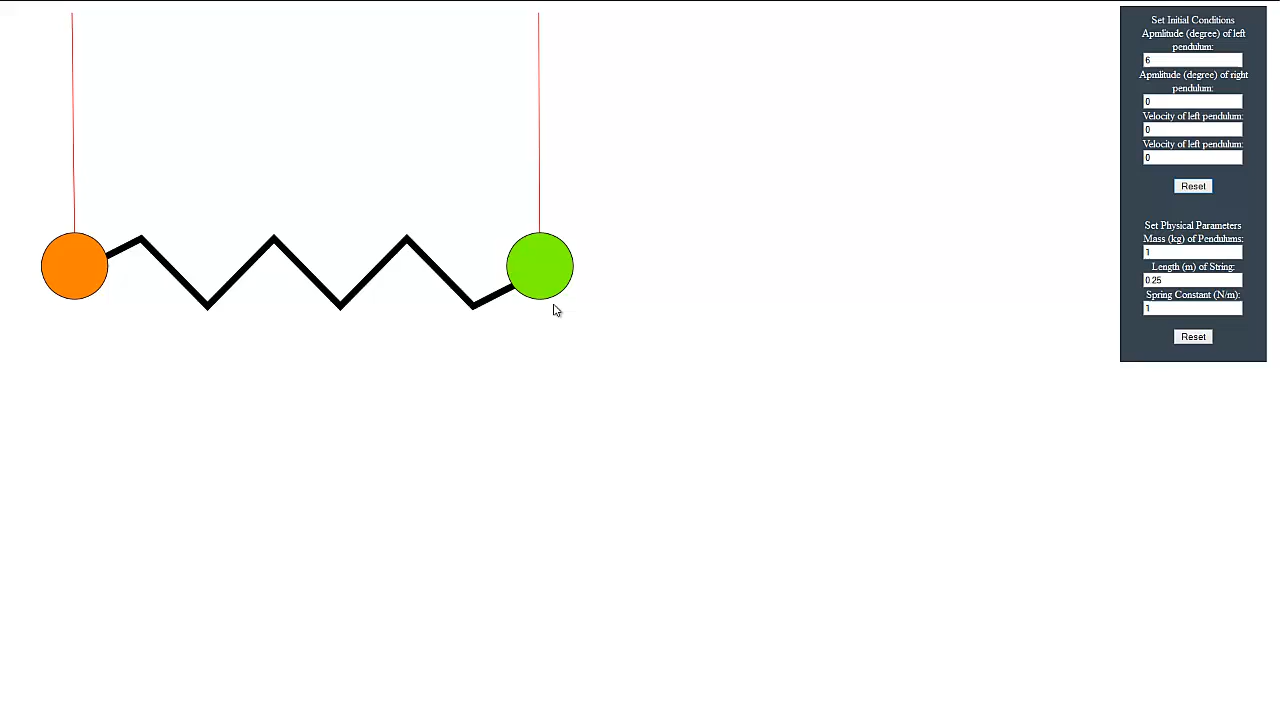 Set Initial Conditions
Apmlitude (degree) of left
pendulum:
6
Apmlitude (degree) of right
pendulum:
0
Velocity of left pendulum:
0
Velocity of left pendulum:
0
Reset
Set Physical Parameters
Mass (kg) of Pendulums:
1
Length (m) of String:
0.25
Spring Constant (N/m):
1
Reset